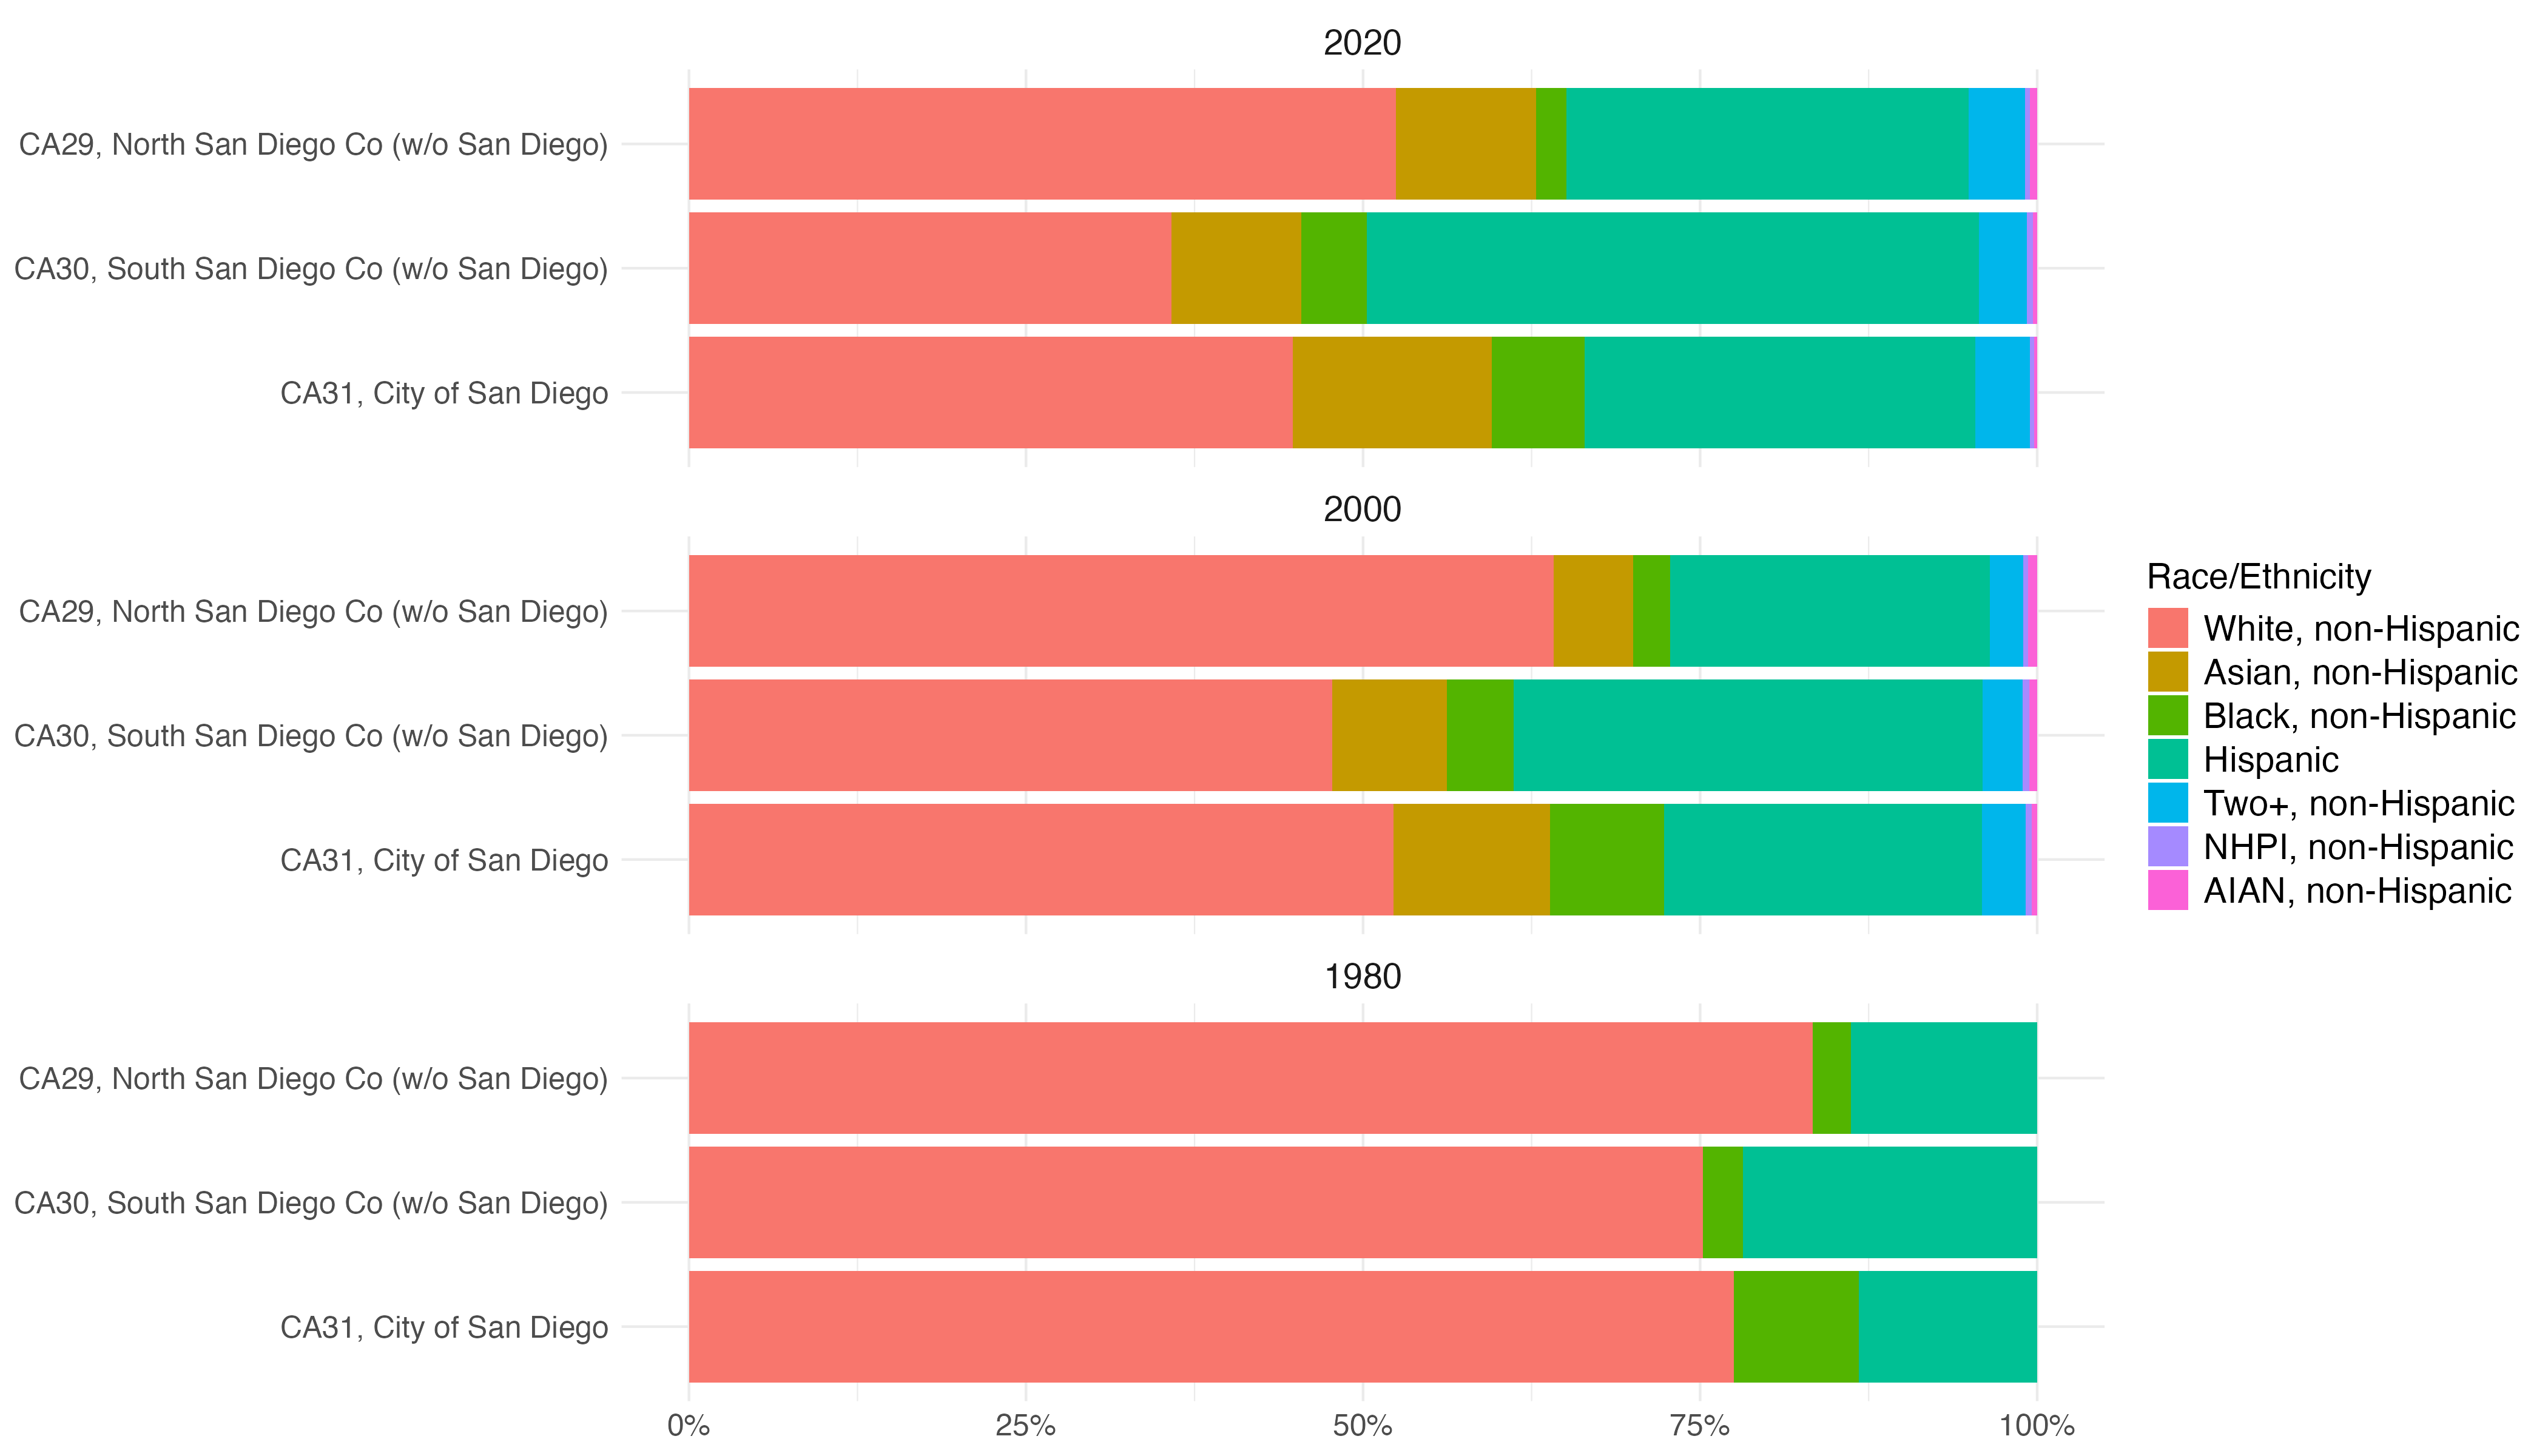 2020
CA29, North San Diego Co (w/o San Diego)
CA30, South San Diego Co (w/o San Diego)
CA31, City of San Diego
2000
CA29, North San Diego Co (w/o San Diego)
CA30, South San Diego Co (w/o San Diego)
CA31, City of San Diego
1980
CA29, North San Diego Co (w/o San Diego)
CA30, South San Diego Co (w/o San Diego)
CA31, City of San Diego
0% 25% 50% 75% 100%
Race/Ethnicity
White, non-Hispanic
Asian, non-Hispanic
Black, non-Hispanic
Hispanic
Two+, non-Hispanic
NHPI, non-Hispanic
AIAN, non-Hispanic